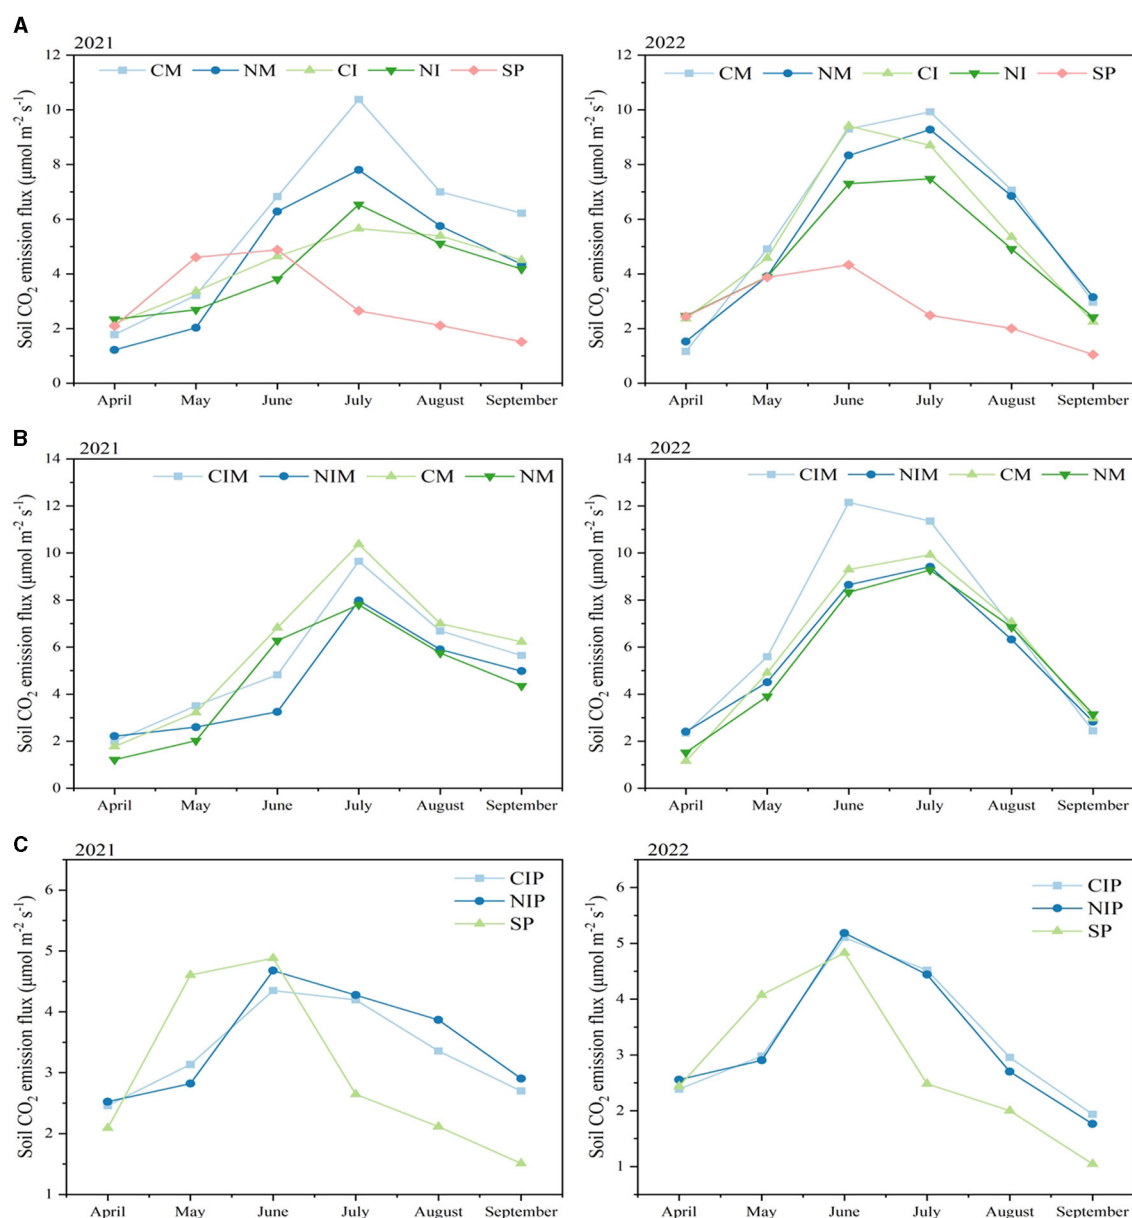 A
2021
CM NM CI NI SP
Soil CO₂ emission flux (μmol m⁻² s⁻¹)
12
10
8
6
4
2
0
April May June July August September
2022
CM NM CI NI SP
Soil CO₂ emission flux (μmol m⁻² s⁻¹)
12
10
8
6
4
2
0
April May June July August September
B
2021
CIM NIM CM NM
Soil CO₂ emission flux (μmol m⁻² s⁻¹)
14
12
10
8
6
4
2
0
April May June July August September
2022
CIM NIM CM NM
Soil CO₂ emission flux (μmol m⁻² s⁻¹)
14
12
10
8
6
4
2
0
April May June July August September
C
2021
CIP
NIP
SP
Soil CO₂ emission flux (μmol m⁻² s⁻¹)
6
5
4
3
2
1
April May June July August September
2022
CIP
NIP
SP
Soil CO₂ emission flux (μmol m⁻² s⁻¹)
6
5
4
3
2
1
April May June July August September